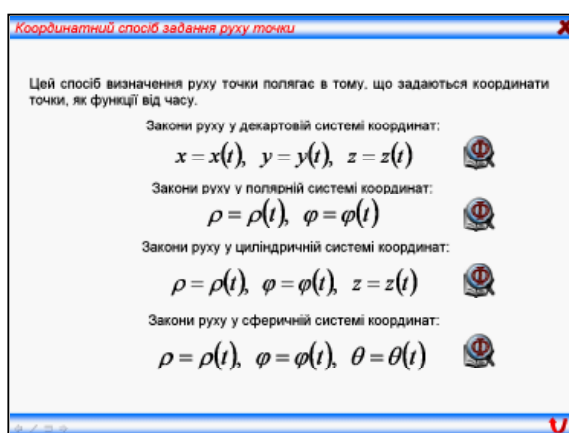 Координатний спосіб задання руху точки
Цей спосіб визначення руху точки полягає в тому, що задаються координати
точки, як функції від часу.
Закони руху у декартовій системі координат:
x = x(t), y = y(t), z = z(t)
Закони руху у полярній системі координат:
ρ = ρ(t), φ = φ(t)
Закони руху у циліндричній системі координат:
ρ = ρ(t), φ = φ(t), z = z(t)
Закони руху у сферичній системі координат:
ρ = ρ(t), φ = φ(t), θ = θ(t)